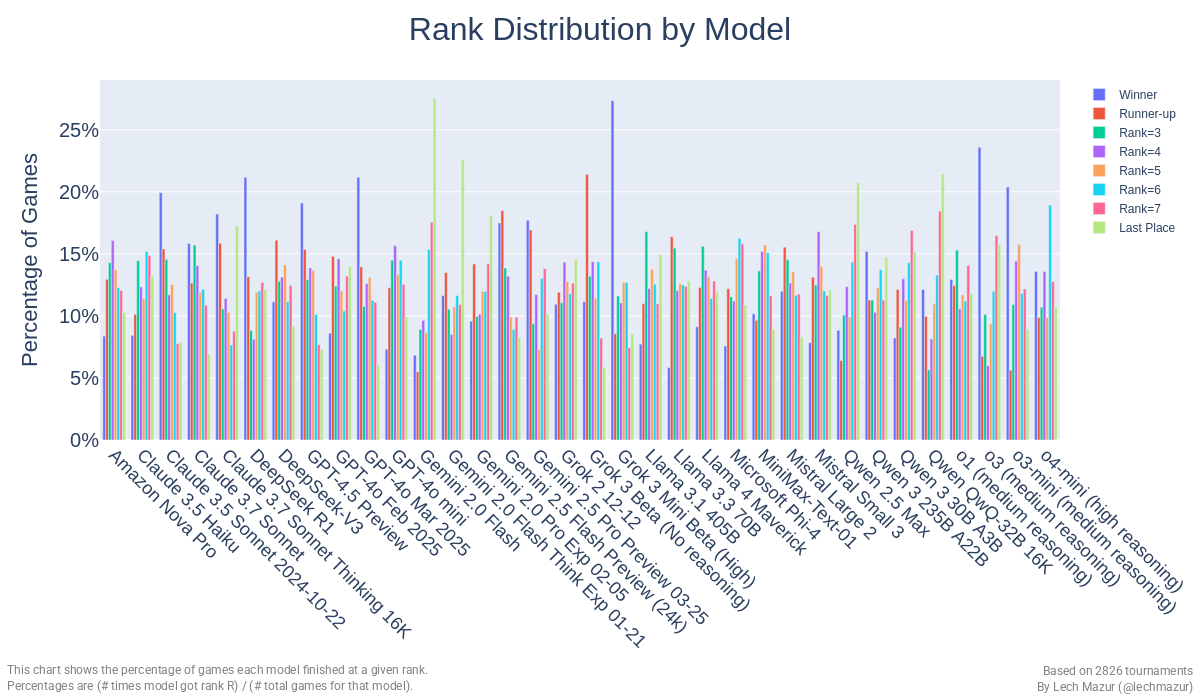 Rank Distribution by Model
Percentage of Games
25%
20%
15%
10%
5%
0%
Winner
Runner-up
Rank=3
Rank=4
Rank=5
Rank=6
Rank=7
Last Place
Amazon Nova Pro
Claude 3.5 Haiku
Claude 3.5 Sonnet 2024-10-22
Claude 3.7 Sonnet
Claude 3.7 Sonnet Thinking 16K
DeepSeek R1
DeepSeek-V3
GPT-4.5 Preview
GPT-4o Feb 2025
GPT-4o Mar 2025
GPT-4o mini
Gemini 2.0 Flash
Gemini 2.0 Flash Think Exp 01-21
Gemini 2.0 Pro Exp 02-05
Gemini 2.5 Flash Preview (24k)
Gemini 2.5 Pro Preview 03-25
Grok 2 12-12
Grok 3 Beta (No reasoning)
Grok 3 Mini Beta (High)
Llama 3.1 405B
Llama 3.3 70B
Llama 4 Maverick
Microsoft Phi-4
MiniMax-Text-01
Mistral Large 2
Mistral Small 3
Qwen 2.5 Max
Qwen 3 235B A22B
Qwen 3 30B A3B
Qwen QwQ-32B 16K
o1 (medium reasoning)
o3 (medium reasoning)
o3-mini (medium reasoning)
o4-mini (high reasoning)
This chart shows the percentage of games each model finished at a given rank.
Percentages are (# times model got rank R) / (# total games for that model).
Based on 2826 tournaments
By Lech Mazur (@lechmazur)